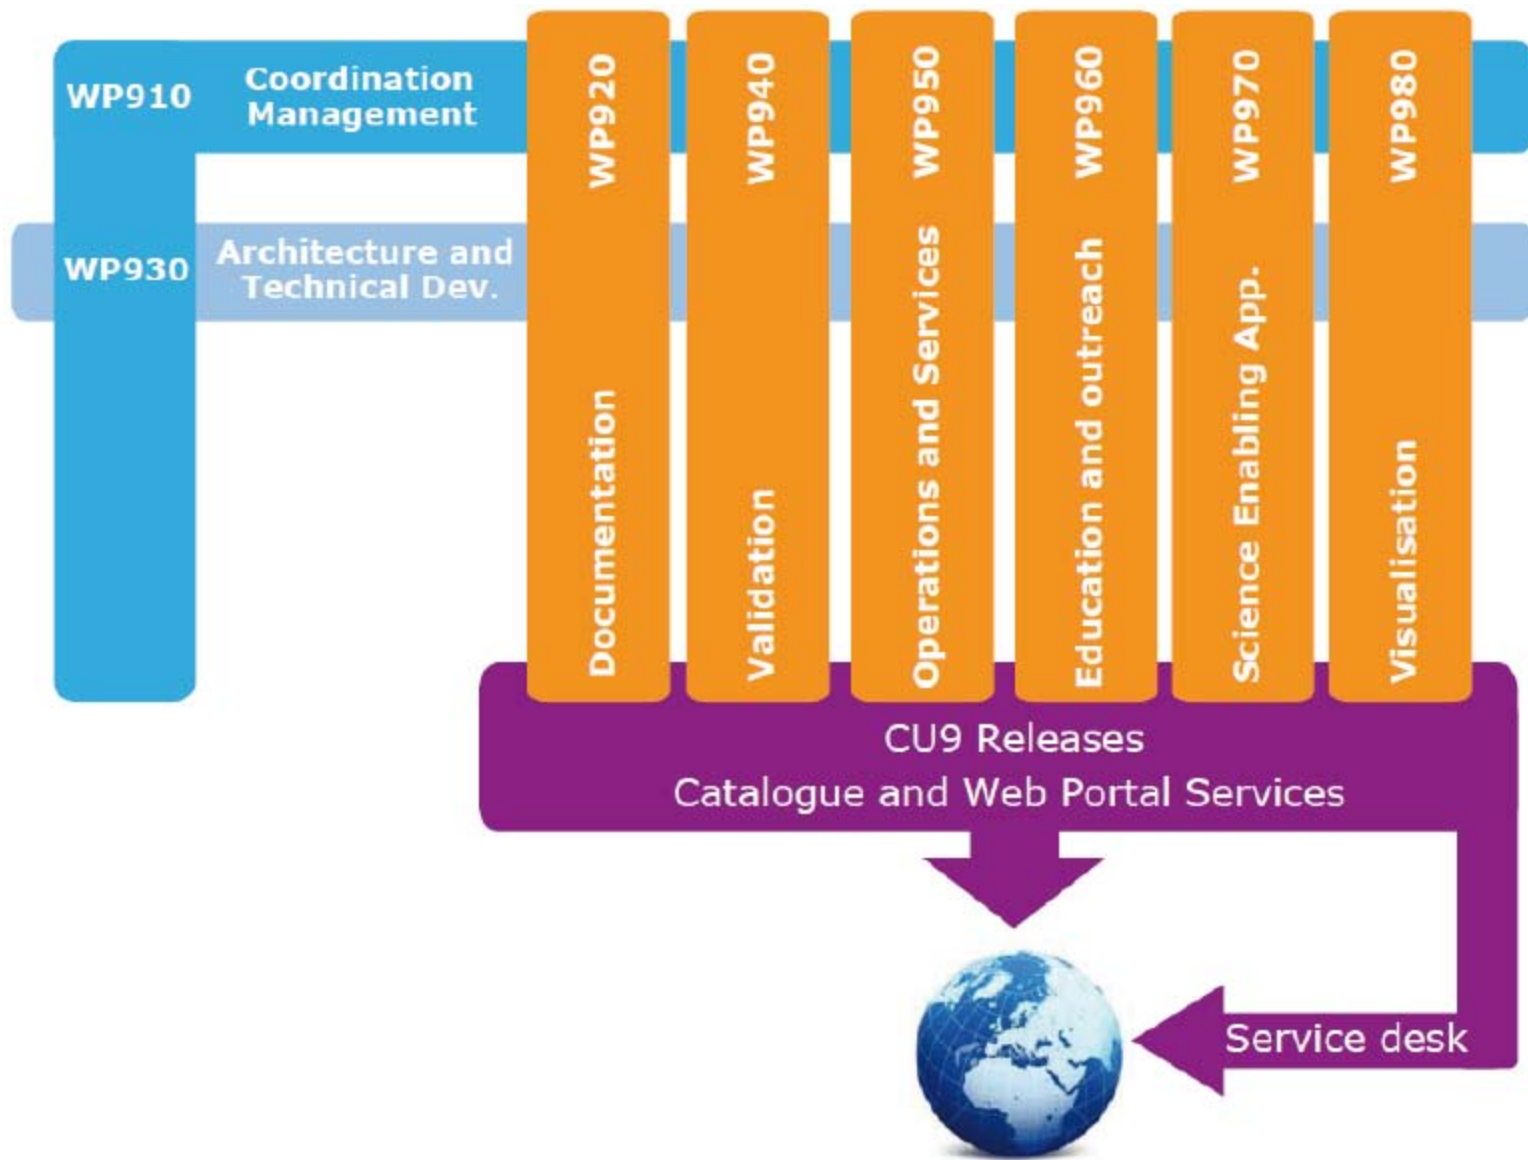 WP910
Coordination
Management
WP930
Architecture and
Technical Dev.
WP920
Documentation
WP940
Validation
WP950
Operations and Services
WP960
Education and outreach
WP970
Science Enabling App.
WP980
Visualisation
CU9 Releases
Catalogue and Web Portal Services
Service desk